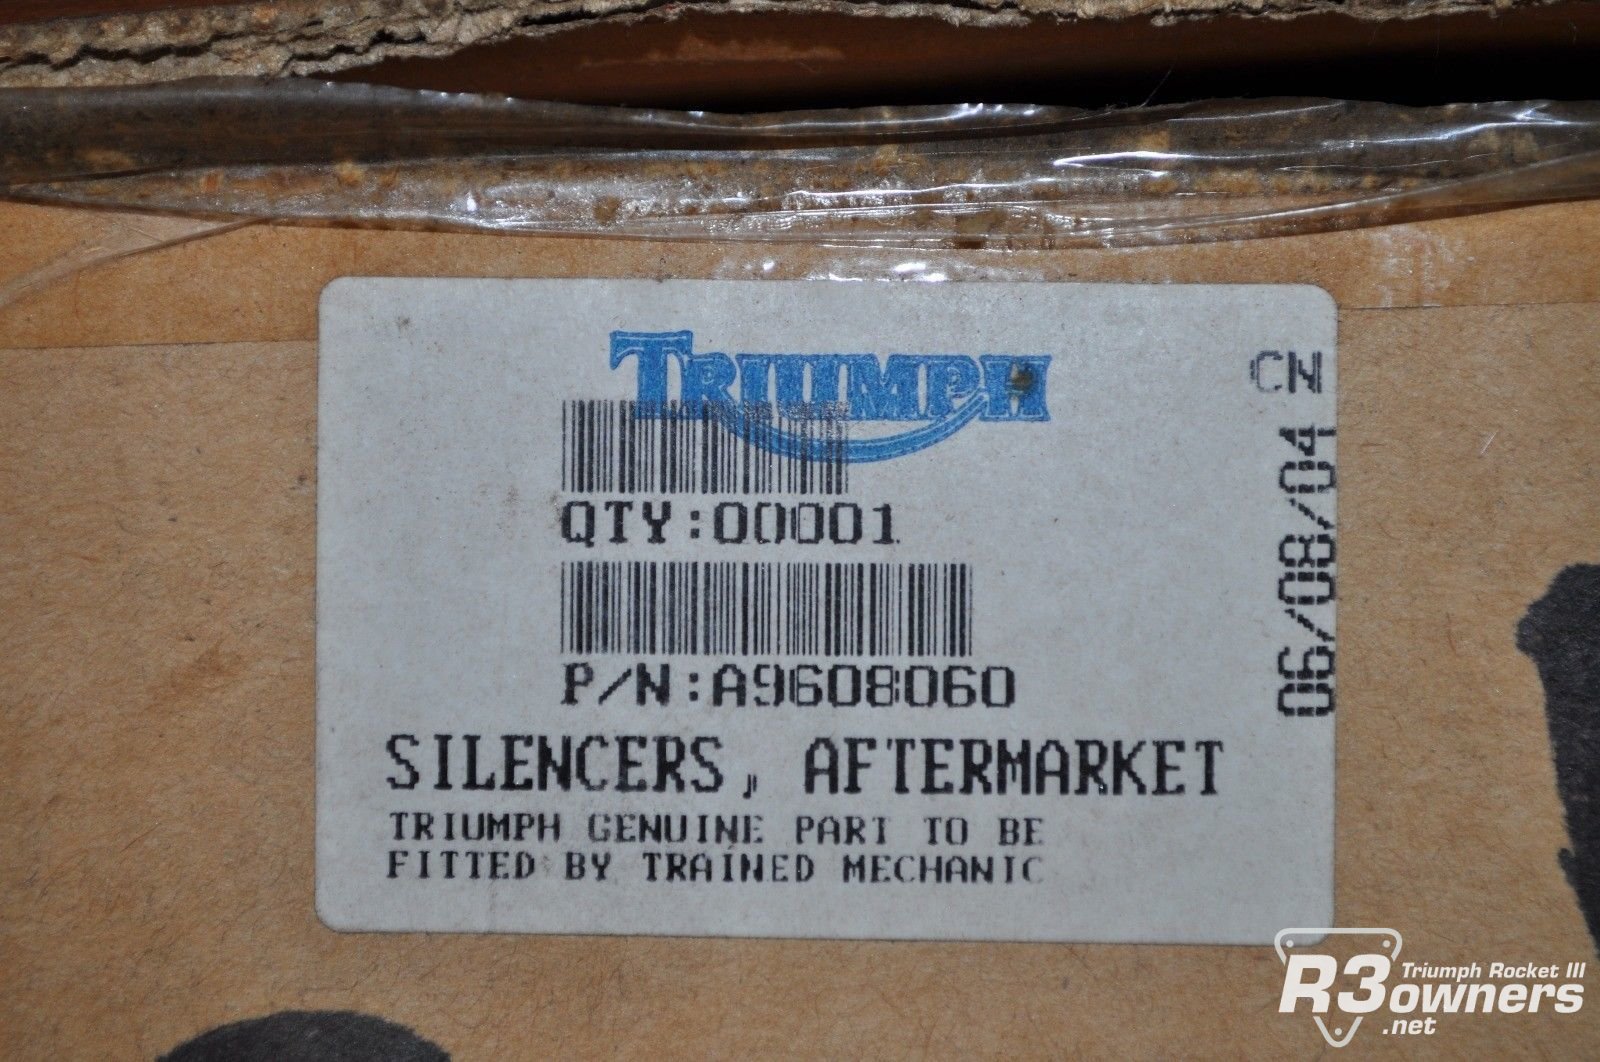 TRIUMPH
QTY:00001
P/N:A9608060
SILENCERS, AFTERMARKET
TRIUMPH GENUINE PART TO BE
FITTED BY TRAINED MECHANIC
CN
06/08/04
R3owners
Triumph Rocket III
.net